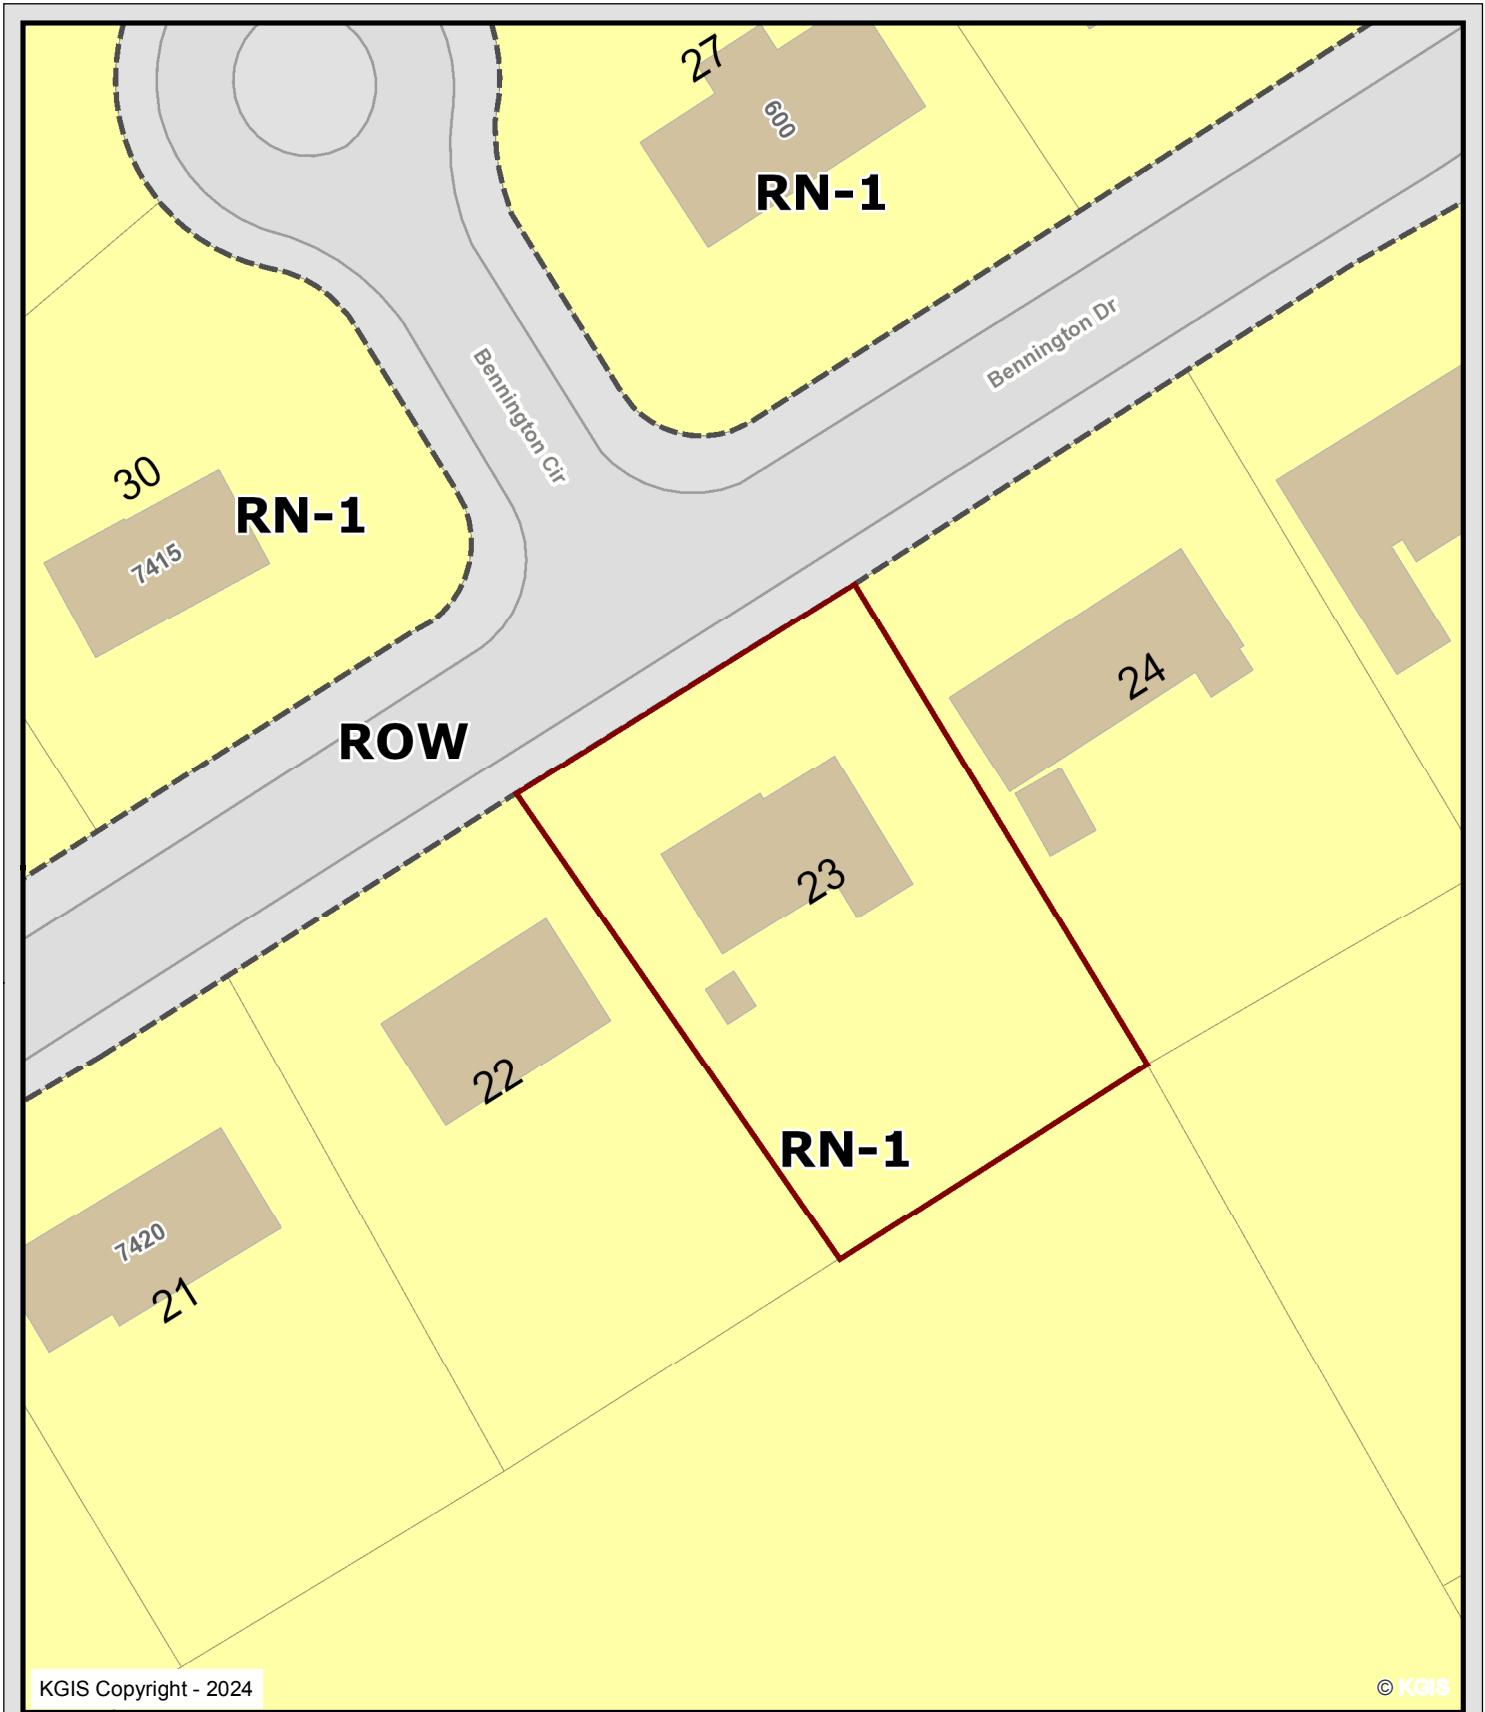 27
600
RN-1
Bennington Dr
Bennington Cir
30
RN-1
7415
24
ROW
23
22
RN-1
7420
21
KGIS Copyright - 2024
© KGIS